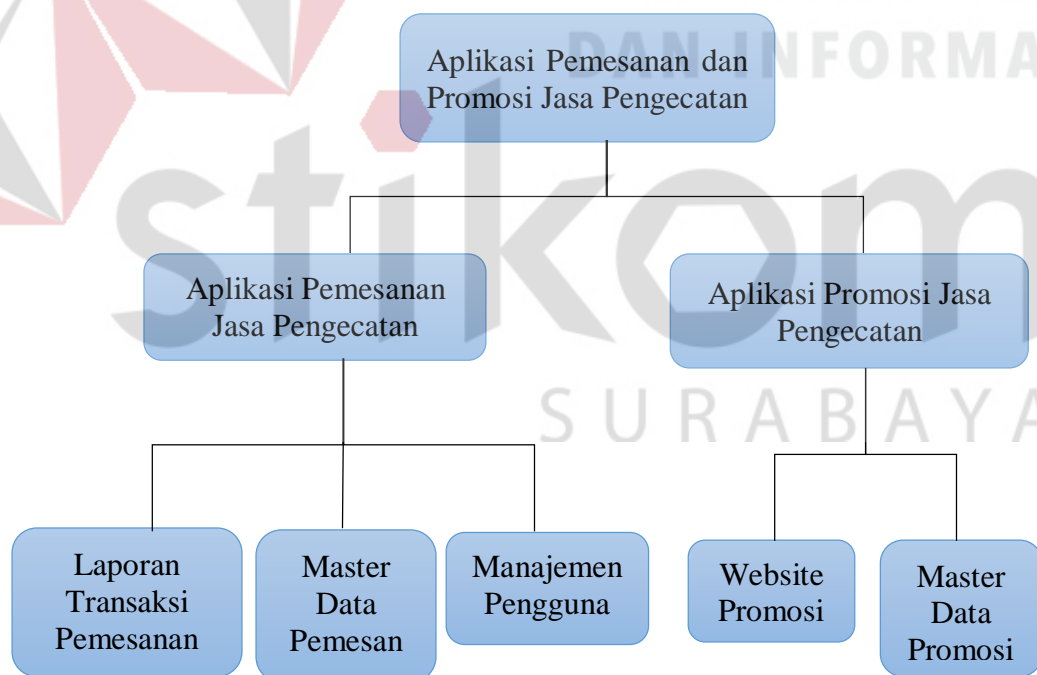 DAN INFORMA
Aplikasi Pemesanan dan
Promosi Jasa Pengecatan
stikom
SURABAYA
Aplikasi Pemesanan
Jasa Pengecatan
Aplikasi Promosi Jasa
Pengecatan
Laporan
Transaksi
Pemesanan
Master
Data
Pemesan
Manajemen
Pengguna
Website
Promosi
Master
Data
Promosi